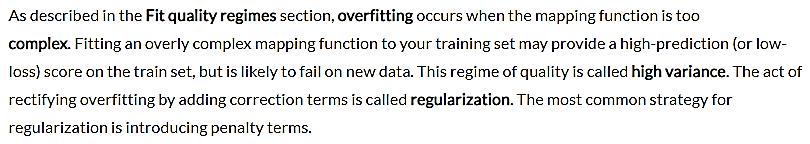 As described in the Fit quality regimes section, overfitting occurs when the mapping function is too
complex. Fitting an overly complex mapping function to your training set may provide a high-prediction (or low-
loss) score on the train set, but is likely to fail on new data. This regime of quality is called high variance. The act of
rectifying overfitting by adding correction terms is called regularization. The most common strategy for
regularization is introducing penalty terms.